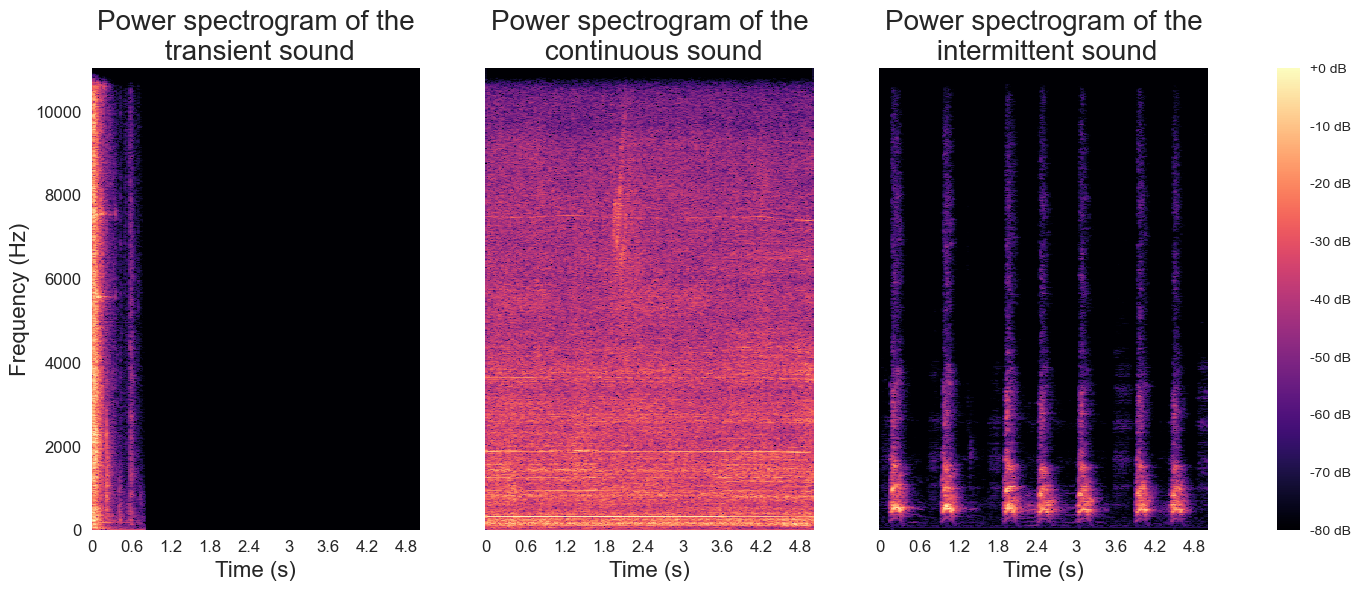 Power spectrogram of the
transient sound
Power spectrogram of the
continuous sound
Power spectrogram of the
intermittent sound
Frequency (Hz)
10000
8000
6000
4000
2000
0
0 0.6 1.2 1.8 2.4 3 3.6 4.2 4.8
Time (s)
0 0.6 1.2 1.8 2.4 3 3.6 4.2 4.8
Time (s)
0 0.6 1.2 1.8 2.4 3 3.6 4.2 4.8
Time (s)
+0 dB
-10 dB
-20 dB
-30 dB
-40 dB
-50 dB
-60 dB
-70 dB
-80 dB